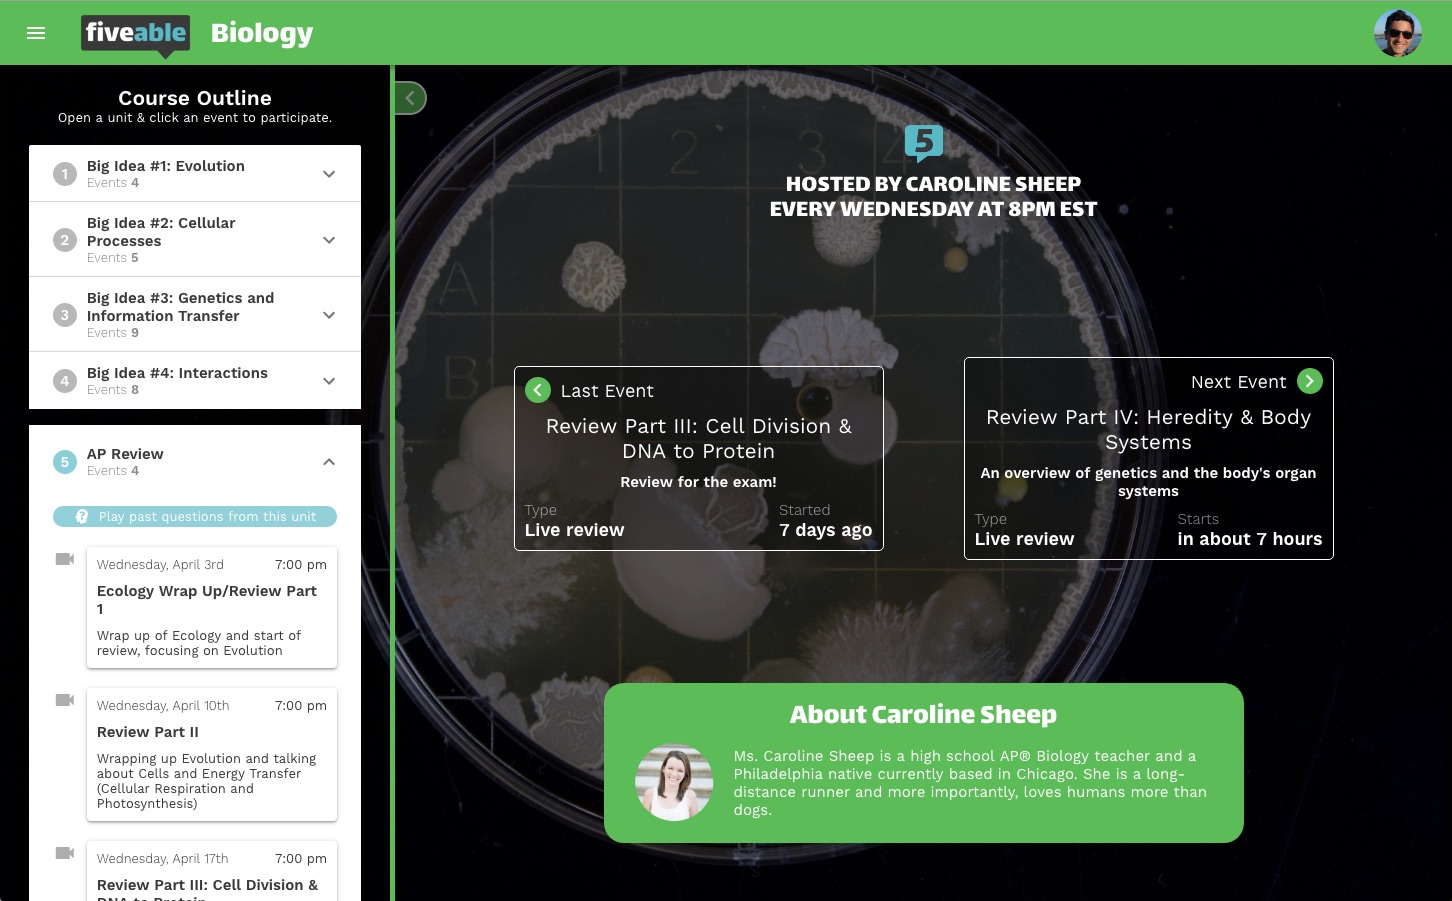 fiveable Biology
Course Outline
Open a unit & click an event to participate.
1
Big Idea #1: Evolution
Events 4
2
Big Idea #2: Cellular
Processes
Events 5
3
Big Idea #3: Genetics and
Information Transfer
Events 9
4
Big Idea #4: Interactions
Events 8
5
AP Review
Events 4
Play past questions from this unit
Wednesday, April 3rd 7:00 pm
Ecology Wrap Up/Review Part
1
Wrap up of Ecology and start of
review, focusing on Evolution
Wednesday, April 10th 7:00 pm
Review Part II
Wrapping up Evolution and talking
about Cells and Energy Transfer
(Cellular Respiration and
Photosynthesis)
Wednesday, April 17th 7:00 pm
Review Part III: Cell Division &
DNA to Protein
1 2 3 4
A
B
5
HOSTED BY CAROLINE SHEEP
EVERY WEDNESDAY AT 8PM EST
Last Event
Review Part III: Cell Division &
DNA to Protein
Review for the exam!
Type Started
Live review 7 days ago
Next Event
Review Part IV: Heredity & Body
Systems
An overview of genetics and the body's organ
systems
Type Starts
Live review in about 7 hours
About Caroline Sheep
Ms. Caroline Sheep is a high school AP® Biology teacher and a
Philadelphia native currently based in Chicago. She is a long-
distance runner and more importantly, loves humans more than
dogs.